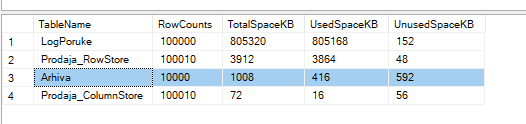 TableName RowCounts TotalSpaceKB UsedSpaceKB UnusedSpaceKB
1 LogPoruke 100000 805320 805168 152
2 Prodaja_RowStore 100010 3912 3864 48
3 Arhiva 10000 1008 416 592
4 Prodaja_ColumnStore 100010 72 16 56